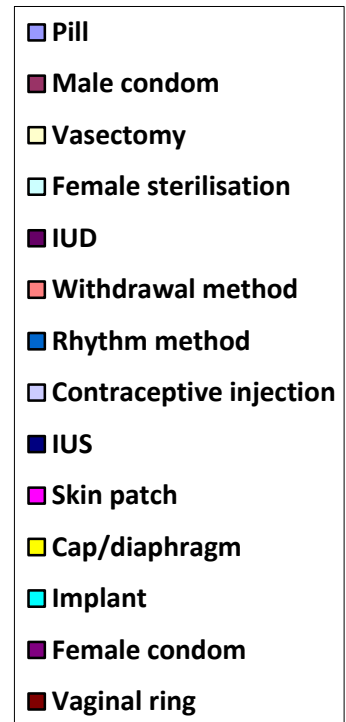 Pill
Male condom
Vasectomy
Female sterilisation
IUD
Withdrawal method
Rhythm method
Contraceptive injection
IUS
Skin patch
Cap/diaphragm
Implant
Female condom
Vaginal ring